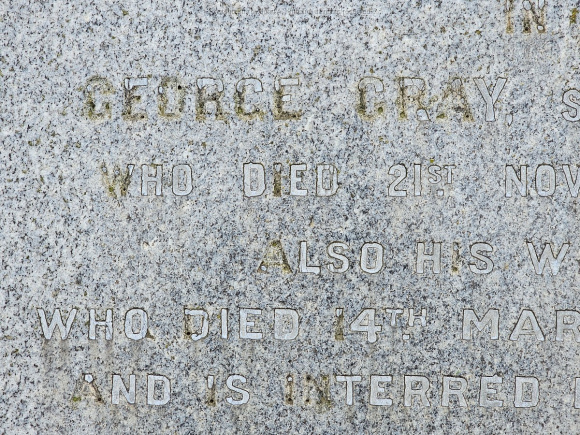 IN
GEORGE GRAY, S
WHO DIED 21ST NOV
ALSO HIS W
WHO DIED 14TH MAR
AND IS INTERRED